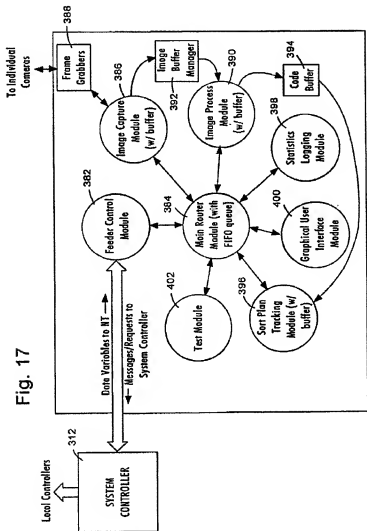 Fig. 17
To Individual
Cameras
388
Frame
Grabbers
386
Image Capture
Module
(w/ buffer)
Image
Buffer
Manager
392
390
Image Process
Module
(w/ buffer)
394
Code
Buffer
398
Statistics
Logging
Module
382
Feeder Control
Module
384
Main Router
Module (with
FIFO queue)
400
Graphical User
Interface
Module
402
Test Module
396
Sort Plan
Tracking
Module (w/
buffer)
Data Variables to NT
Messages/Requests to
System Controller
312
SYSTEM
CONTROLLER
Local Controllers